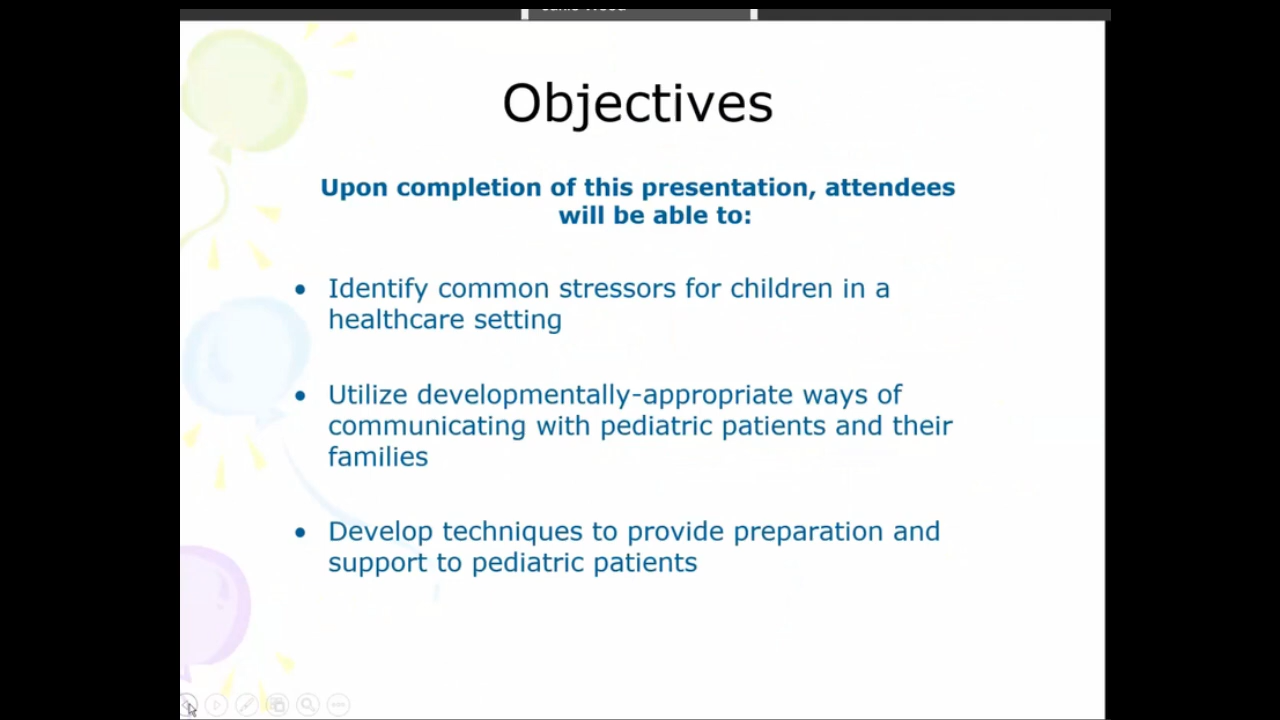 Objectives
Upon completion of this presentation, attendees
will be able to:
• Identify common stressors for children in a
healthcare setting
• Utilize developmentally-appropriate ways of
communicating with pediatric patients and their
families
• Develop techniques to provide preparation and
support to pediatric patients